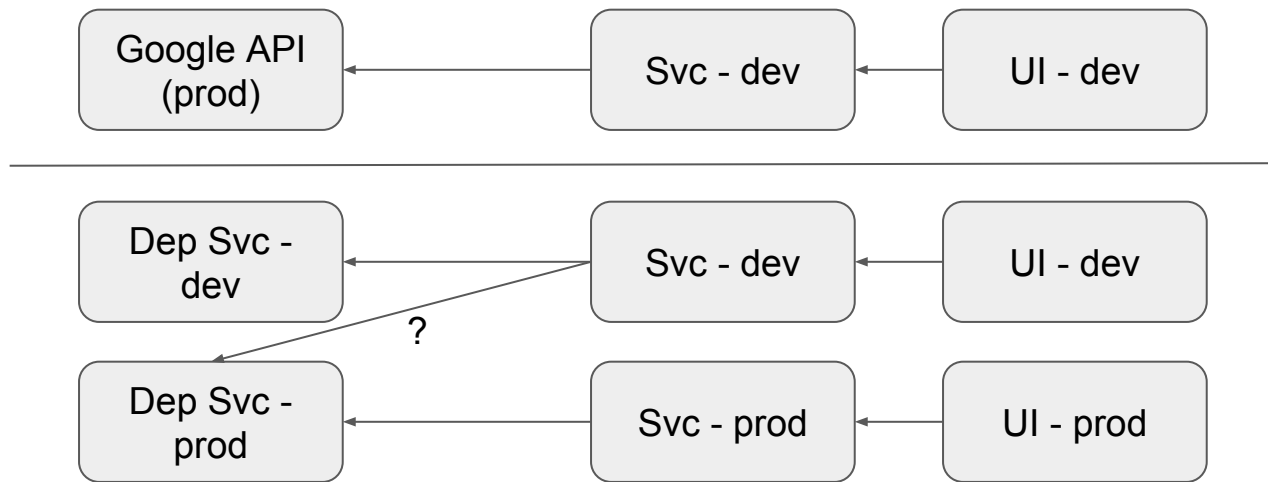 Google API
(prod)
Svc - dev
UI - dev
Dep Svc -
dev
Svc - dev
UI - dev
?
Dep Svc -
prod
Svc - prod
UI - prod